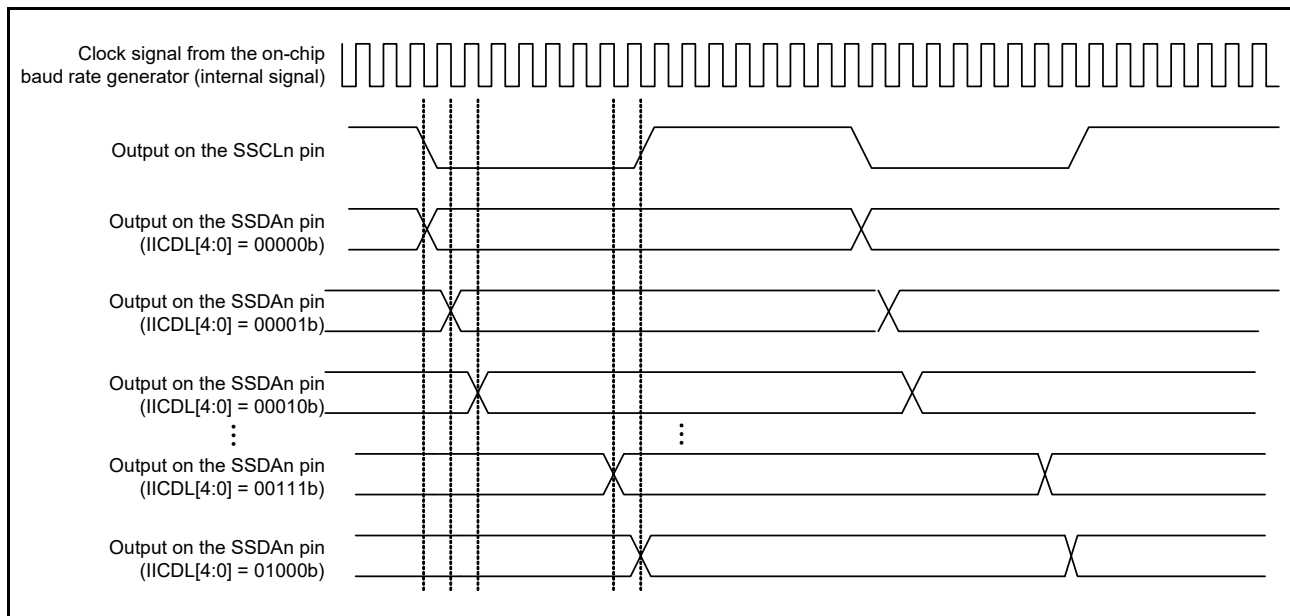 Clock signal from the on-chip
baud rate generator (internal signal)
Output on the SSCLn pin
Output on the SSDAn pin
(IICDL[4:0] = 00000b)
Output on the SSDAn pin
(IICDL[4:0] = 00001b)
Output on the SSDAn pin
(IICDL[4:0] = 00010b)
Output on the SSDAn pin
(IICDL[4:0] = 00111b)
Output on the SSDAn pin
(IICDL[4:0] = 01000b)